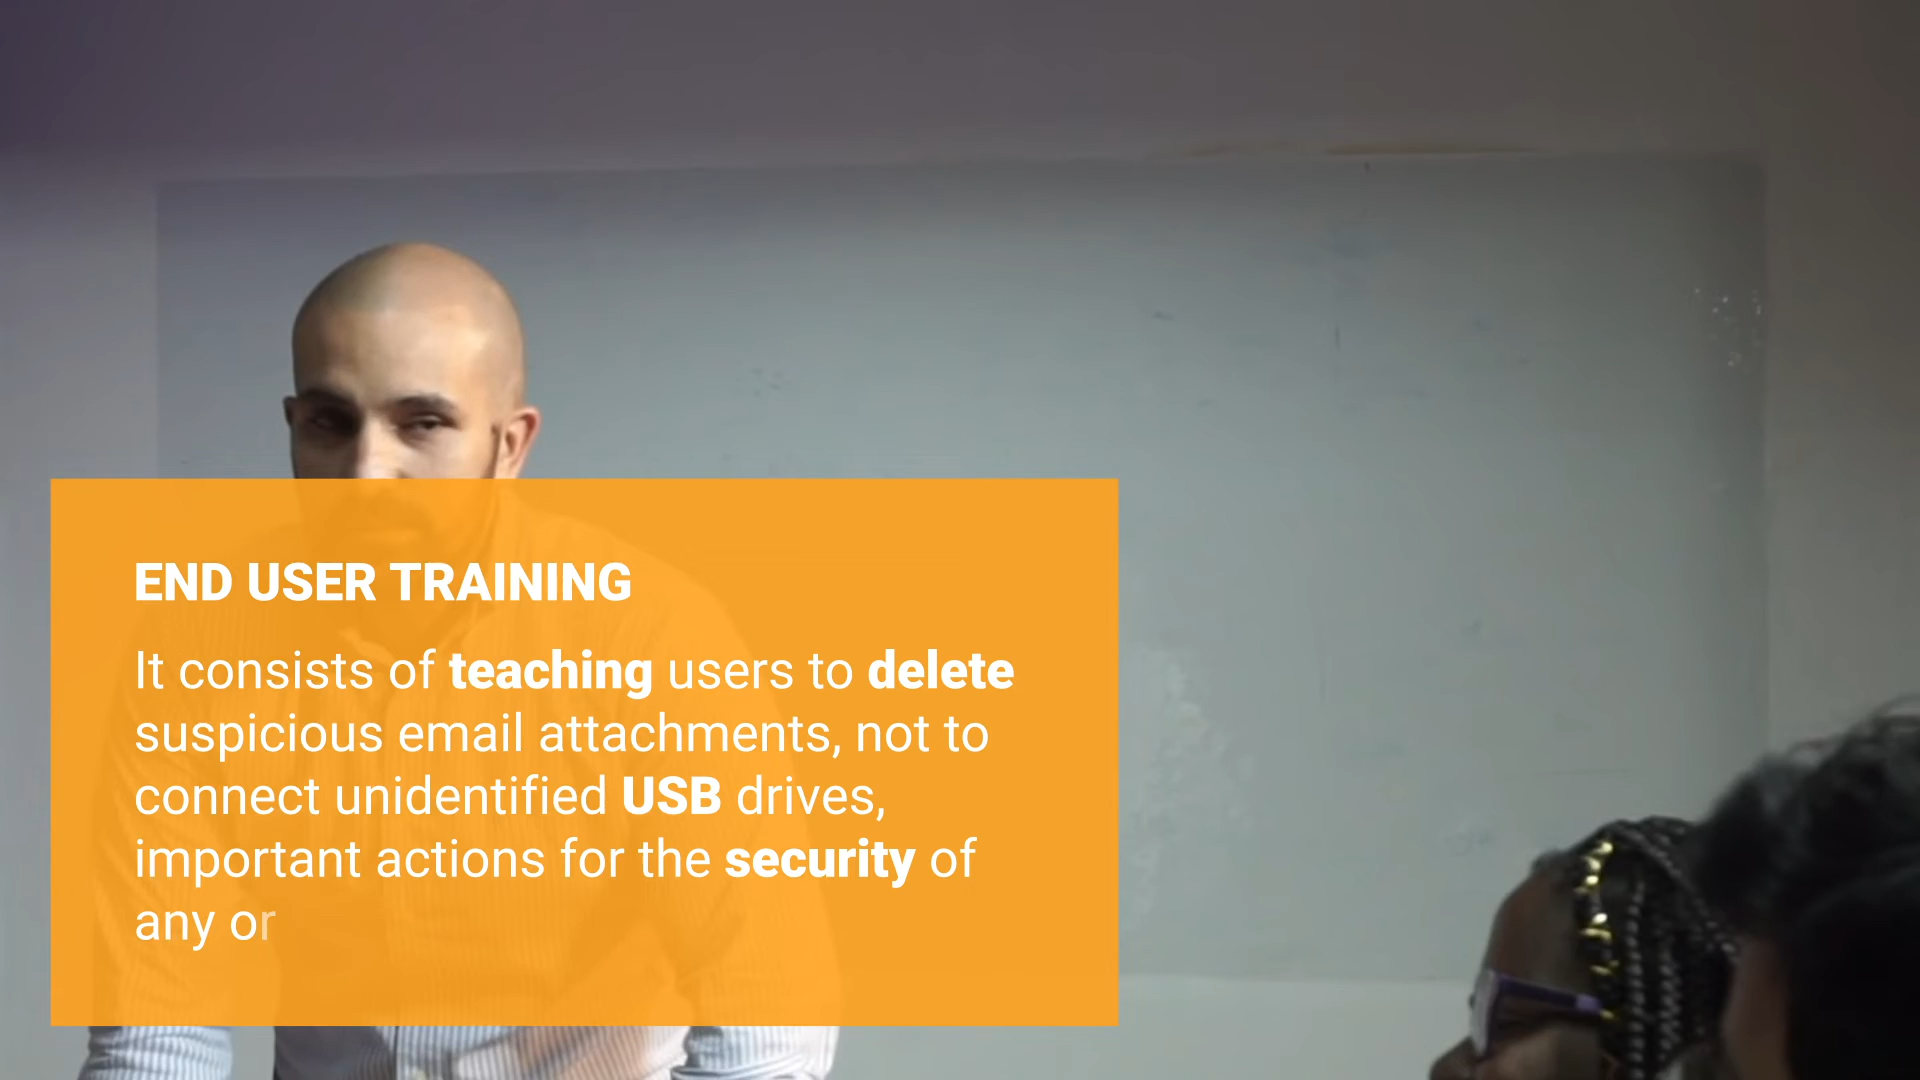 END USER TRAINING
It consists of teaching users to delete
suspicious email attachments, not to
connect unidentified USB drives,
important actions for the security of
any or